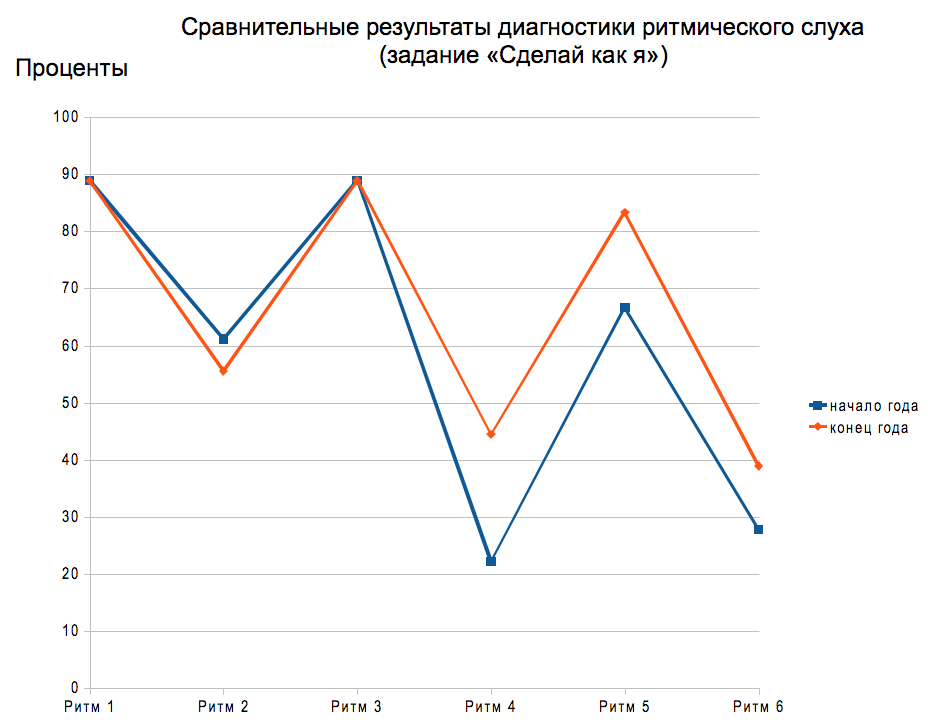 Сравнительные результаты диагностики ритмического слуха
(задание «Сделай как я»)
Проценты
100
90
80
70
60
50
40
30
20
10
0
Ритм 1 Ритм 2 Ритм 3 Ритм 4 Ритм 5 Ритм 6
начало года
конец года